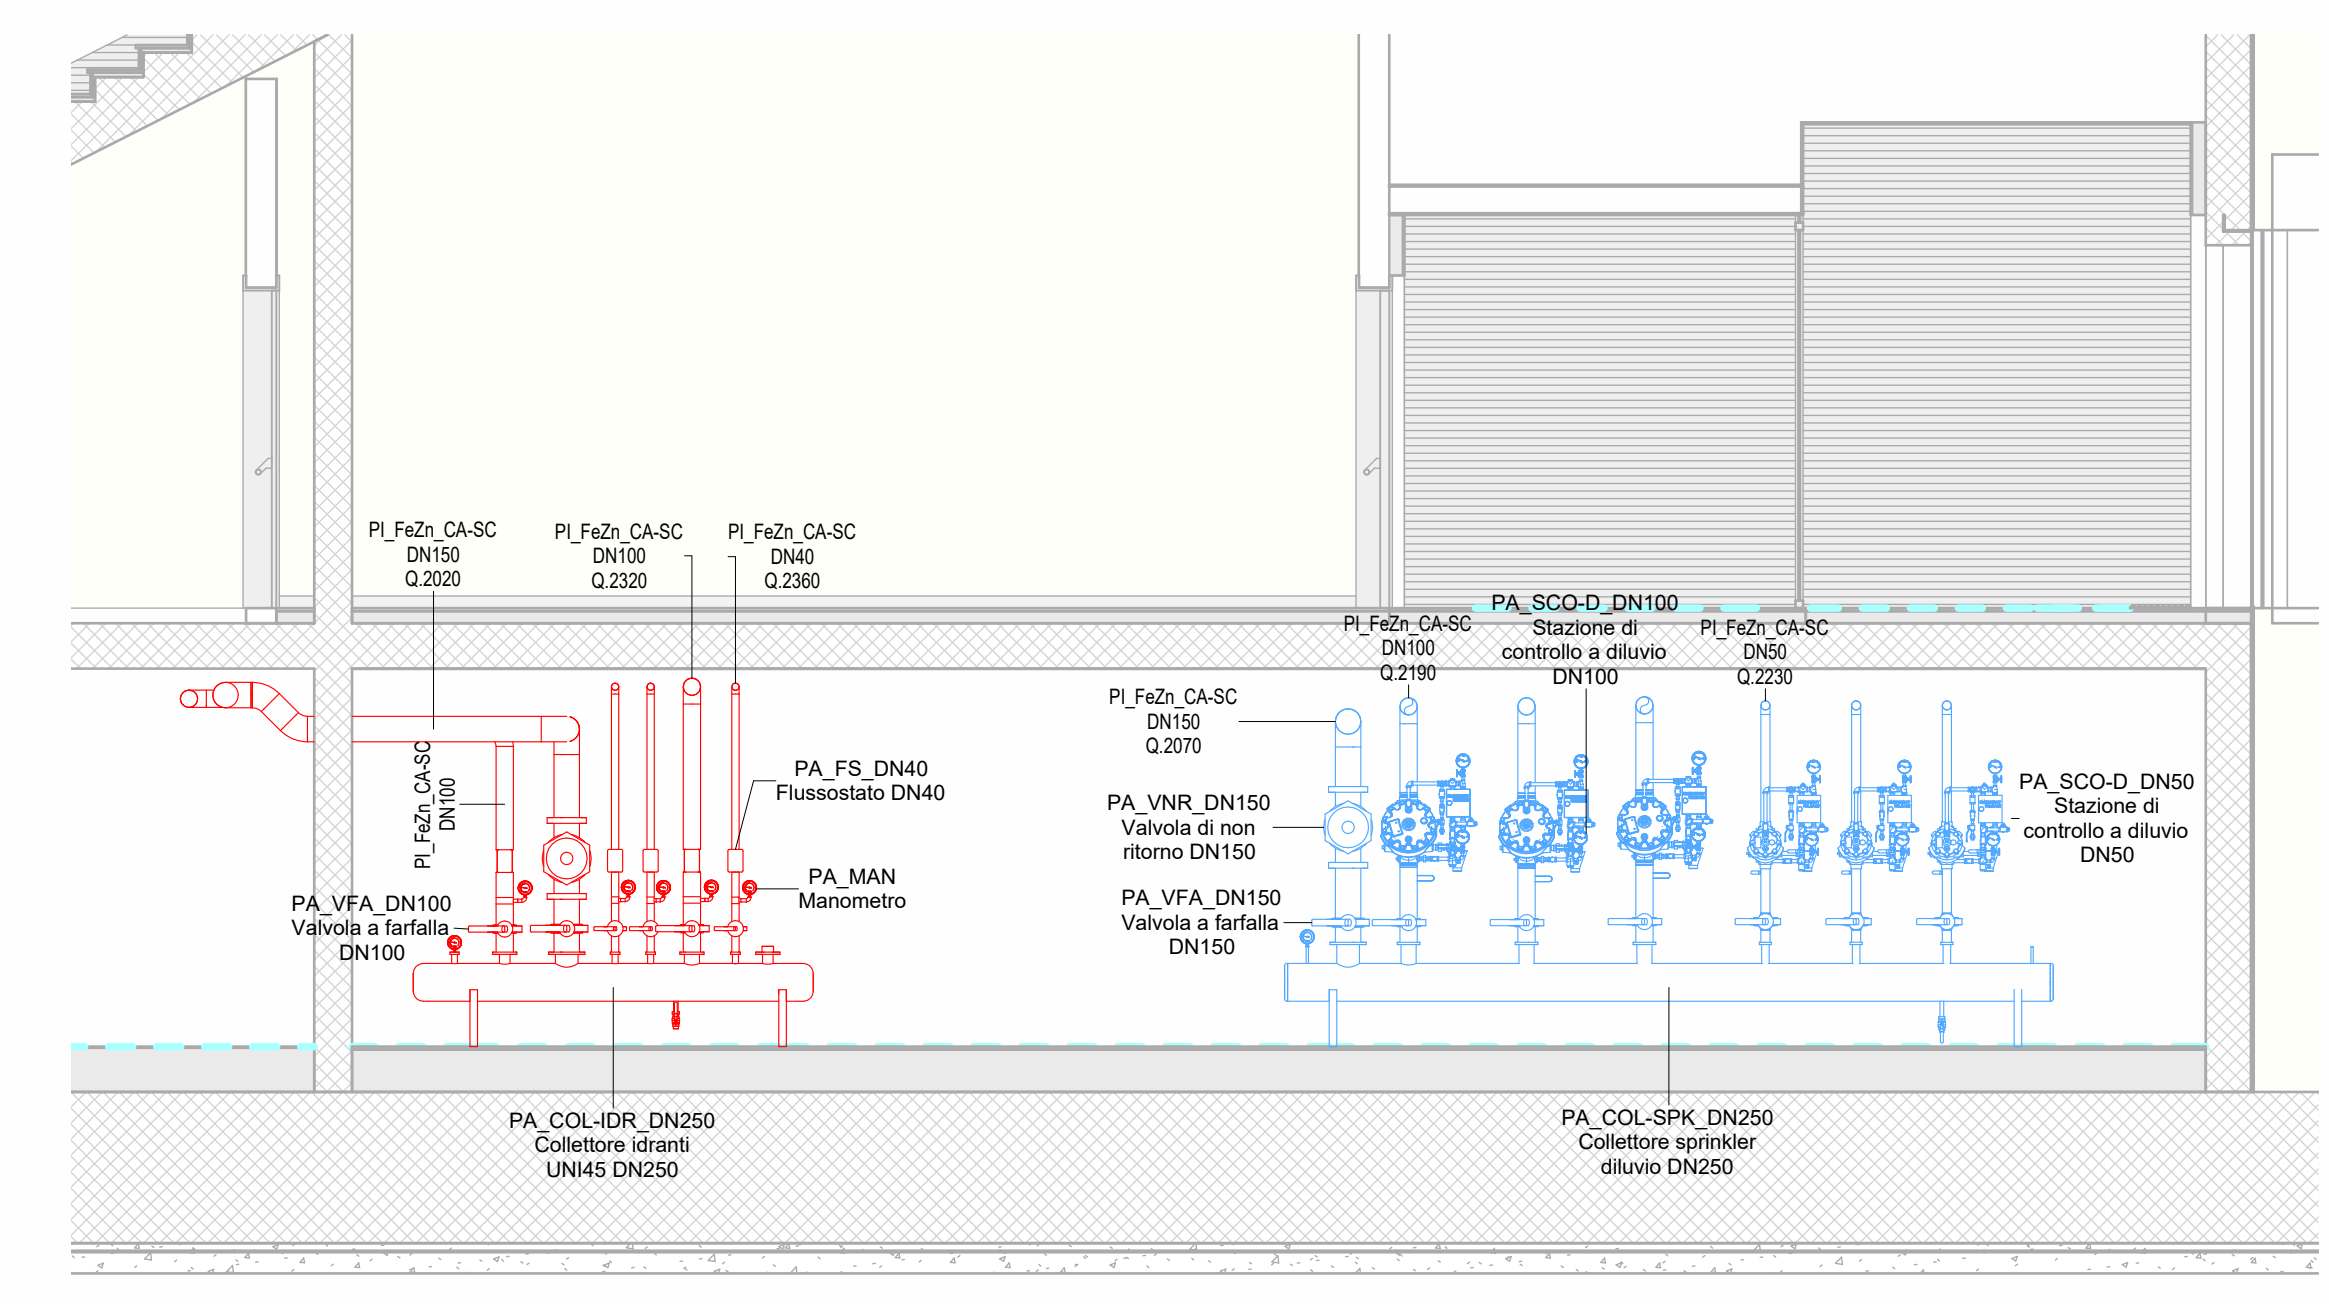 PI_FeZn_CA-SC
DN150
Q.2020
PI_FeZn_CA-SC
DN100
Q.2320
PI_FeZn_CA-SC
DN40
Q.2360
PI_FeZn_CA-SC
DN100
PA_FS_DN40
Flussostato DN40
PA_MAN
Manometro
PA_VFA_DN100
Valvola a farfalla
DN100
PA_COL-IDR_DN250
Collettore idranti
UNI45 DN250
PI_FeZn_CA-SC
DN100
Q.2190
PA_SCO-D_DN100
Stazione di
controllo a diluvio
DN100
PI_FeZn_CA-SC
DN50
Q.2230
PI_FeZn_CA-SC
DN150
Q.2070
PA_VNR_DN150
Valvola di non
ritorno DN150
PA_VFA_DN150
Valvola a farfalla
DN150
PA_SCO-D_DN50
Stazione di
controllo a diluvio
DN50
PA_COL-SPK_DN250
Collettore sprinkler
diluvio DN250